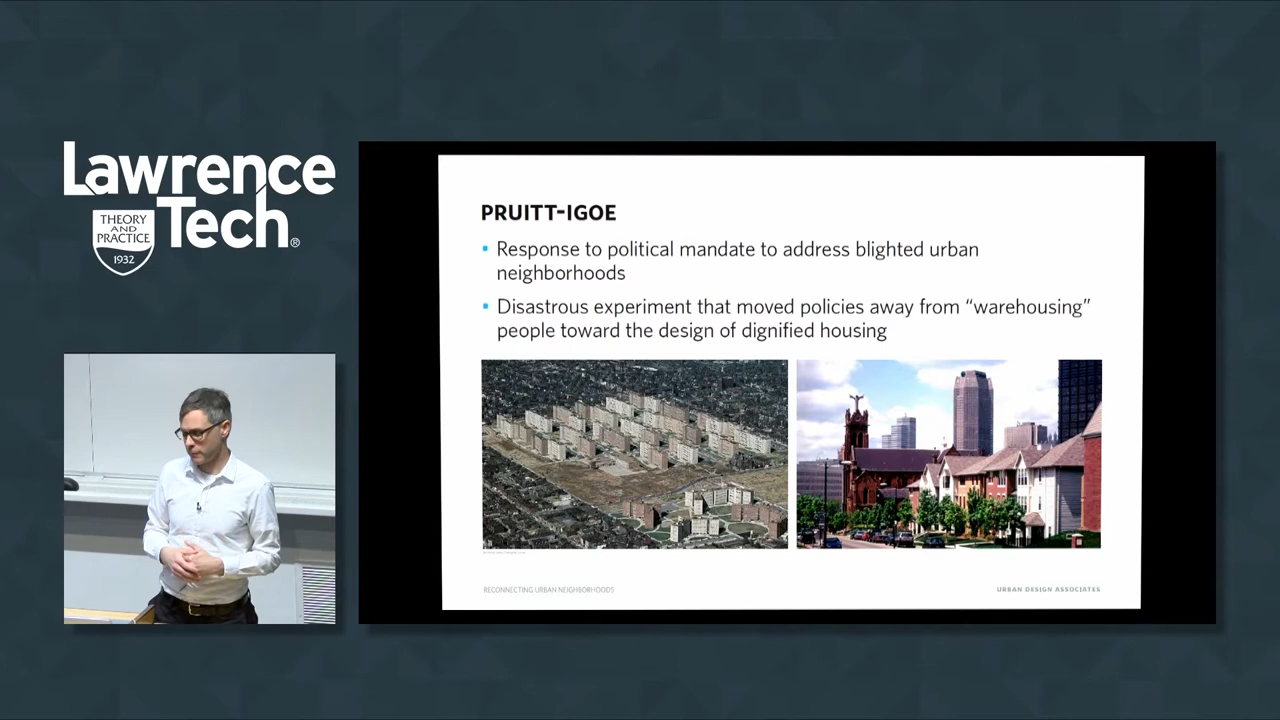 Lawrence
Tech®
THEORY
AND
PRACTICE
1932
PRUITT-IGOE
▪ Response to political mandate to address blighted urban
neighborhoods
▪ Disastrous experiment that moved policies away from “warehousing”
people toward the design of dignified housing
RECONNECTING URBAN NEIGHBORHOODS
URBAN DESIGN ASSOCIATES